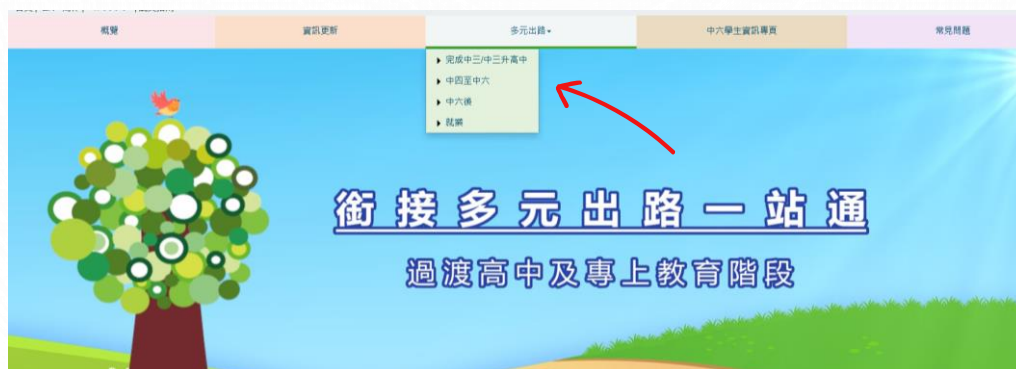 概覽
資訊更新
多元出路
中六學生資訊專頁
常見問題
完成中三/中三升高中
中四至中六
中六後
就業
銜接多元出路一站通
過渡高中及專上教育階段